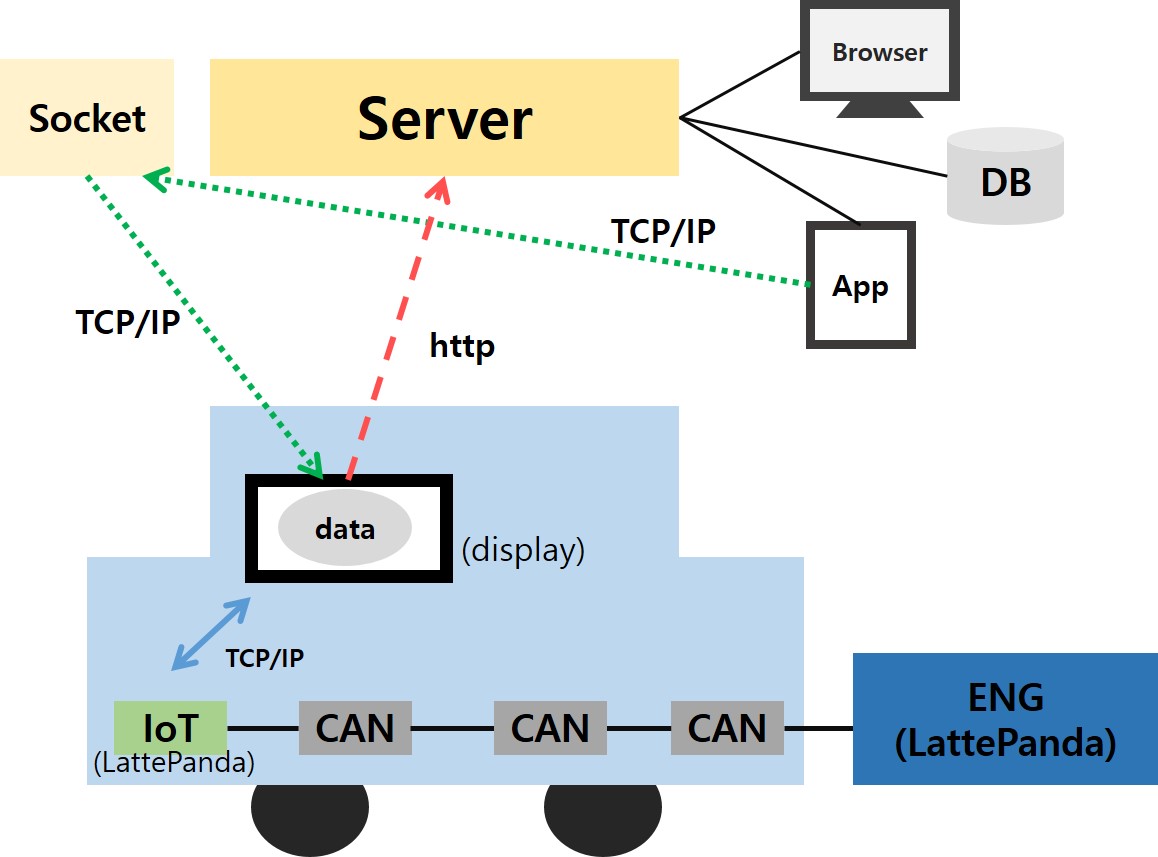 Browser
Socket
Server
DB
TCP/IP
App
TCP/IP
http
data
(display)
TCP/IP
IoT
(LattePanda)
CAN
CAN
CAN
ENG
(LattePanda)